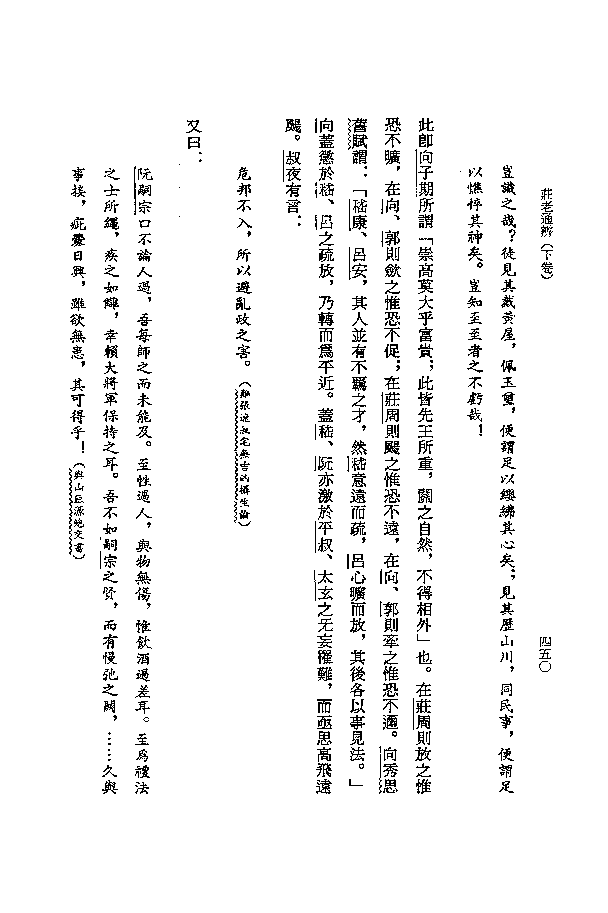 莊老通辨(下卷)
四五〇
豈識之哉?徒見其戴黃屋,佩玉璽,便謂足以纓紼其心矣;見其歷山川,同民事,便謂足
以憔悴其神矣。豈知至至者之不虧哉!
此卽向子期所謂「崇高莫大乎富貴;此皆先王所重,關之自然,不得相外」也。在莊周則放之惟
恐不曠,在向、郭則斂之惟恐不促;在莊周則颺之惟恐不遠,在向、郭則牽之惟恐不邇。向秀思
舊賦謂:「嵇康、呂安,其人並有不羈之才,然嵇意遠而疏,呂心曠而放,其後各以事見法。」
向蓋懲於嵇、呂之疏放,乃轉而爲平近。蓋嵇、阮亦激於平叔、太玄之无妄罹難,而亟思高飛遠
颺。叔夜有言:
危邦不入,所以避亂政之害。(難張遼叔宅無吉凶攝生論)
又曰:
阮嗣宗口不論人過,吾每師之而未能及。至性過人,與物無傷,惟飲酒過差耳。至爲禮法
之士所繩,疾之如讎,幸賴大將軍保持之耳。吾不如嗣宗之賢,而有慢弛之闕,……久與
事接,疵釁日興,雖欲無患,其可得乎!(與山巨源絕交書)